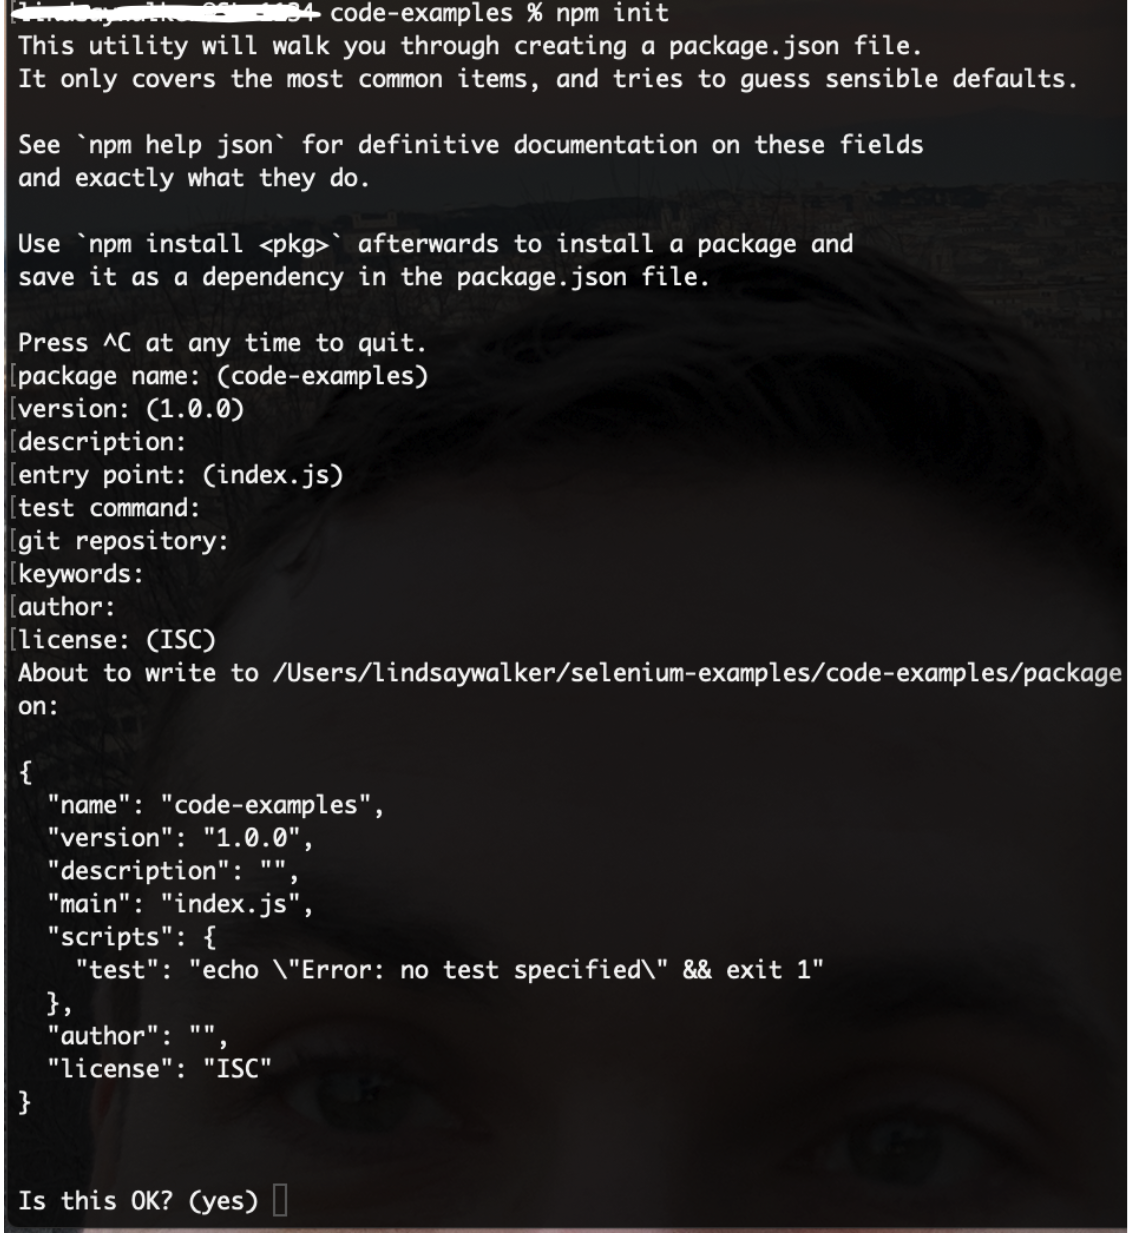 code-examples % npm init
This utility will walk you through creating a package.json file.
It only covers the most common items, and tries to guess sensible defaults.
See `npm help json` for definitive documentation on these fields
and exactly what they do.
Use `npm install <pkg>` afterwards to install a package and
save it as a dependency in the package.json file.
Press ^C at any time to quit.
[package name: (code-examples)
[version: (1.0.0)
[description:
[entry point: (index.js)
[test command:
[git repository:
[keywords:
[author:
[license: (ISC)
About to write to /Users/lindsaywalker/selenium-examples/code-examples/package
on:
{
"name": "code-examples",
"version": "1.0.0",
"description": "",
"main": "index.js",
"scripts": {
"test": "echo \"Error: no test specified\" && exit 1"
},
"author": "",
"license": "ISC"
}
Is this OK? (yes)